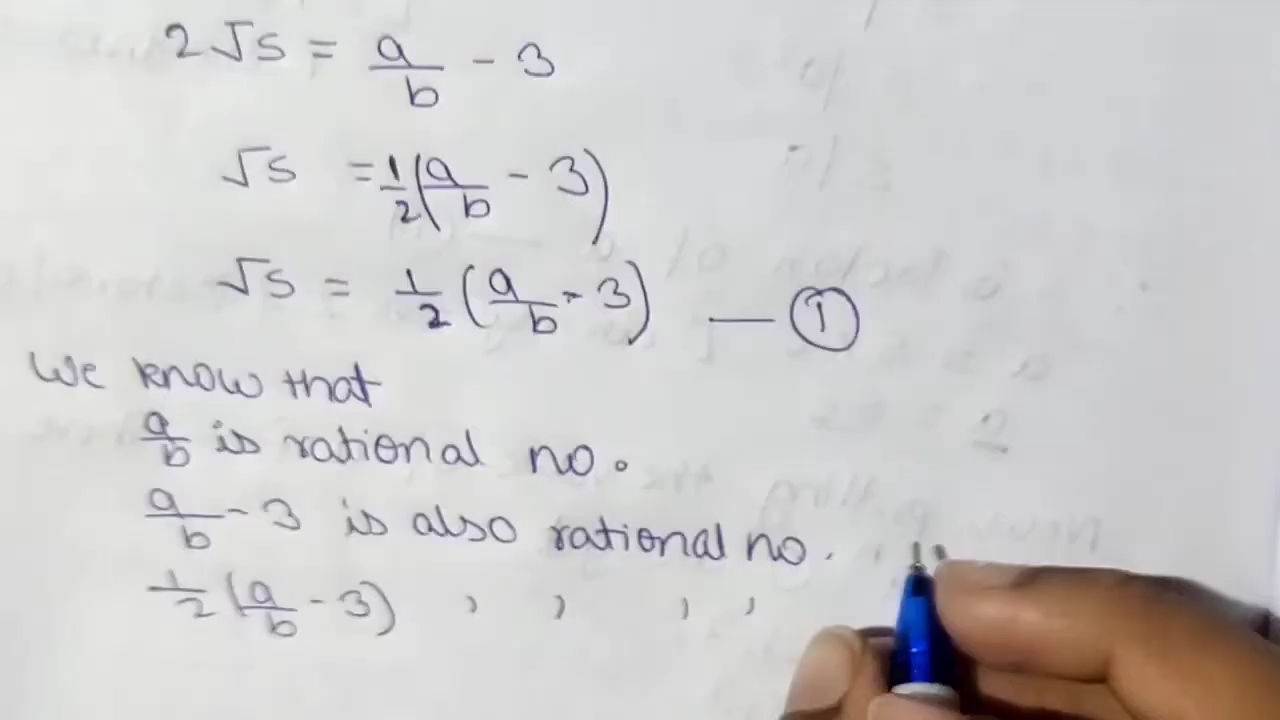 2√5 = a/b - 3
√5 = 1/2 (a/b - 3)
√5 = 1/2 (a/b - 3) — ①
We know that
a/b is rational no.
a/b - 3 is also rational no.
1/2 (a/b - 3) , , , ,